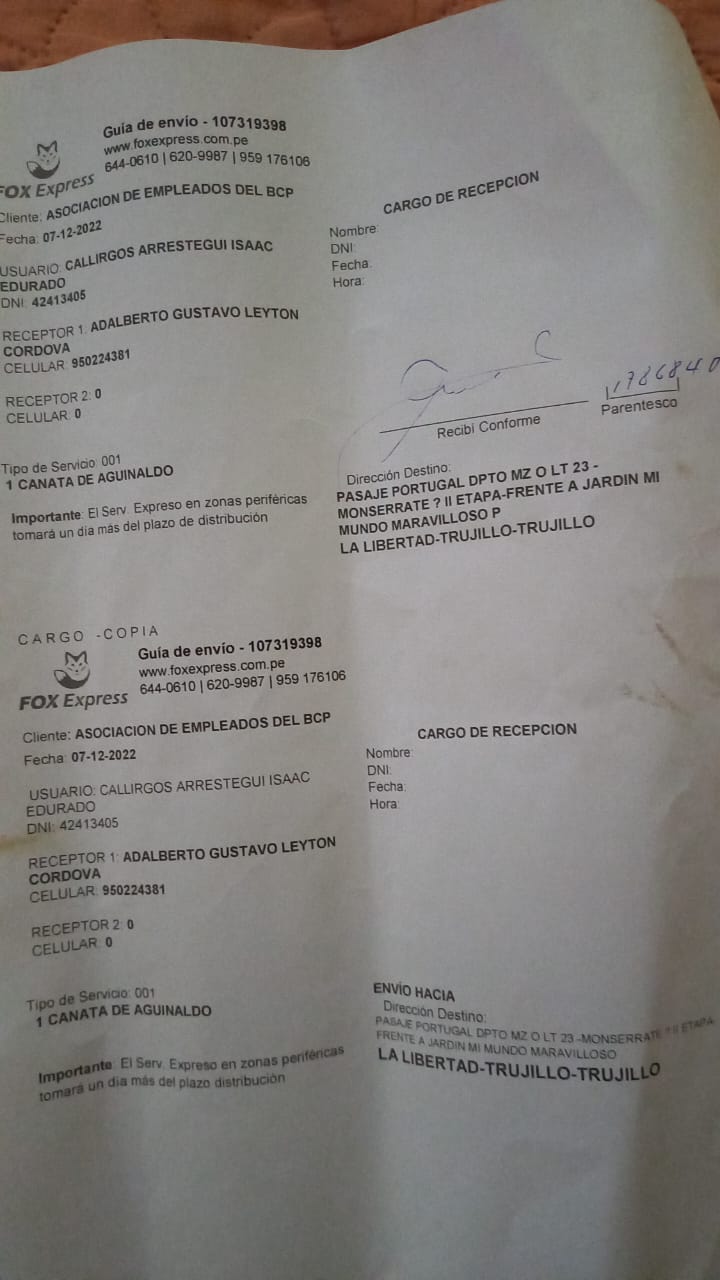 Guía de envío - 107319398
www.foxexpress.com.pe
644-0610 | 620-9987 | 959 176106
FOX Express
Cliente: ASOCIACION DE EMPLEADOS DEL BCP
Fecha: 07-12-2022
USUARIO: CALLIRGOS ARRESTEGUI ISAAC
EDURADO
DNI: 42413405
RECEPTOR 1: ADALBERTO GUSTAVO LEYTON
CORDOVA
CELULAR: 950224381
RECEPTOR 2: 0
CELULAR: 0
Tipo de Servicio: 001
1 CANATA DE AGUINALDO
Importante: El Serv. Expreso en zonas periféricas
tomará un día más del plazo de distribución
CARGO DE RECEPCION
Nombre:
DNI:
Fecha:
Hora:
Recibi Conforme
Parentesco
Dirección Destino:
PASAJE PORTUGAL DPTO MZ O LT 23 -
MONSERRATE ? II ETAPA-FRENTE A JARDIN MI
MUNDO MARAVILLOSO P
LA LIBERTAD-TRUJILLO-TRUJILLO
CARGO -COPIA
Guía de envío - 107319398
www.foxexpress.com.pe
644-0610 | 620-9987 | 959 176106
FOX Express
Cliente: ASOCIACION DE EMPLEADOS DEL BCP
Fecha: 07-12-2022
USUARIO: CALLIRGOS ARRESTEGUI ISAAC
EDURADO
DNI: 42413405
RECEPTOR 1: ADALBERTO GUSTAVO LEYTON
CORDOVA
CELULAR: 950224381
RECEPTOR 2: 0
CELULAR: 0
Tipo de Servicio: 001
1 CANATA DE AGUINALDO
Importante: El Serv. Expreso en zonas periféricas
tomará un día más del plazo distribución
CARGO DE RECEPCION
Nombre:
DNI:
Fecha:
Hora:
ENVÍO HACIA
Dirección Destino:
PASAJE PORTUGAL DPTO MZ O LT 23 -MONSERRATE ? II ETAPA-
FRENTE A JARDIN MI MUNDO MARAVILLOSO
LA LIBERTAD-TRUJILLO-TRUJILLO